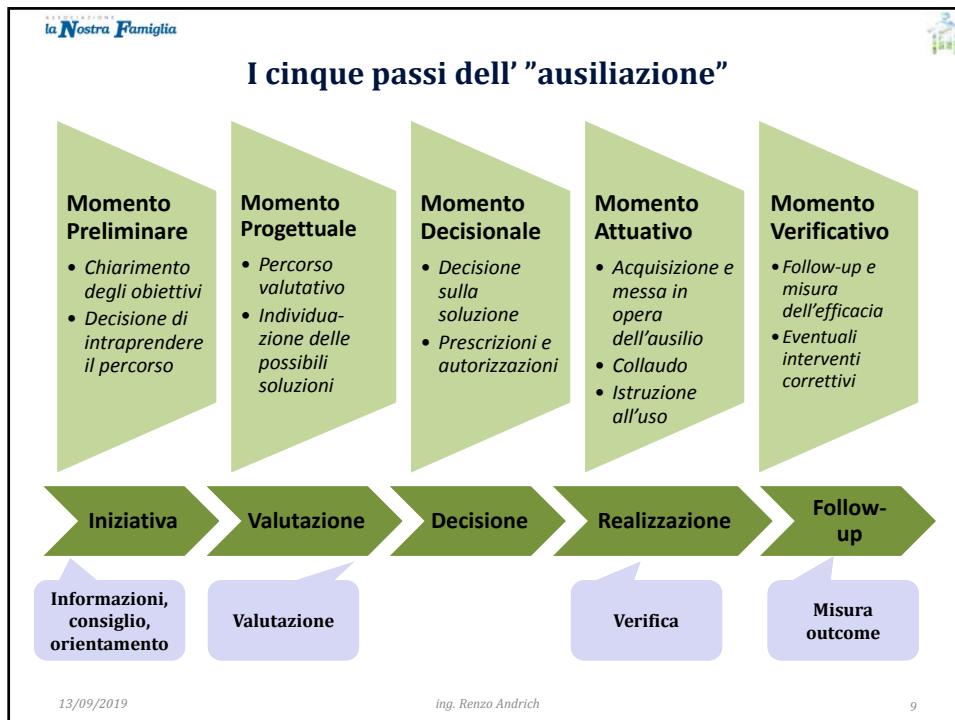 ASSOCIAZIONE
la Nostra Famiglia
I cinque passi dell' "ausiliazione”
Momento
Preliminare
• Chiarimento
degli obiettivi
• Decisione di
intraprendere
il percorso
Momento
Progettuale
• Percorso
valutativo
• Individua-
zione delle
possibili
soluzioni
Momento
Decisionale
• Decisione
sulla
soluzione
• Prescrizioni e
autorizzazioni
Momento
Attuativo
• Acquisizione e
messa in
opera
dell’ausilio
• Collaudo
• Istruzione
all’uso
Momento
Verificativo
• Follow-up e
misura
dell’efficacia
• Eventuali
interventi
correttivi
Iniziativa
Valutazione
Decisione
Realizzazione
Follow-
up
Informazioni,
consiglio,
orientamento
Valutazione
Verifica
Misura
outcome
13/09/2019
ing. Renzo Andrich
9